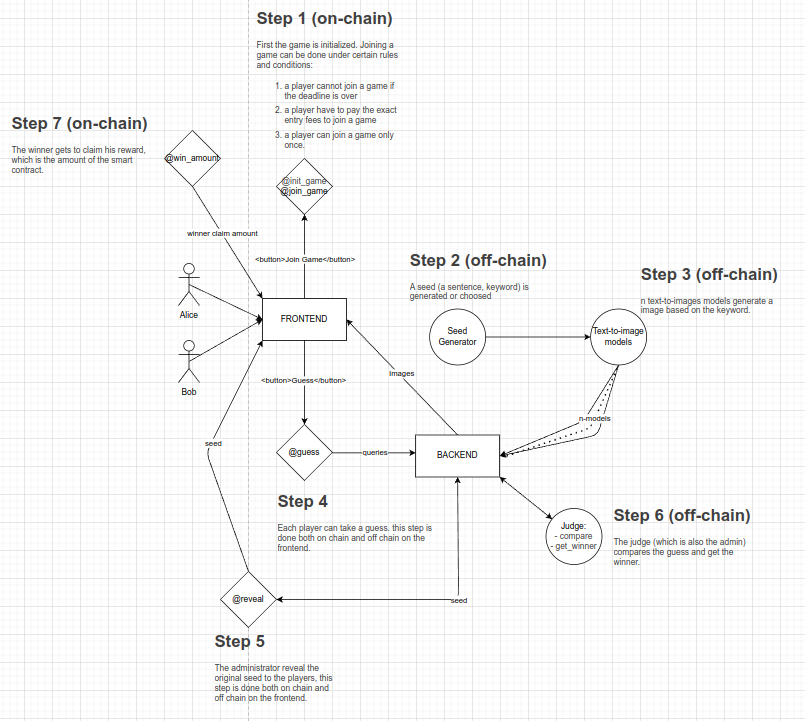 Step 1 (on-chain)
First the game is initialized. Joining a
game can be done under certain rules
and conditions:
1. a player cannot join a game if
the deadline is over
2. a player have to pay the exact
entry fees to join a game
3. a player can join a game only
once.
Step 7 (on-chain)
The winner gets to claim his reward,
which is the amount of the smart
contract.
@win_amount
@init_game
@join_game
winner claim amount
<button>Join Game</button>
Step 2 (off-chain)
A seed (a sentence, keyword) is
generated or choosed
Step 3 (off-chain)
n text-to-images models generate a
image based on the keyword.
Alice
FRONTEND
Seed
Generator
Text-to-image
models
Bob
<button>Guess</button>
Images
n-models
seed
@guess
queries
BACKEND
Step 4
Each player can take a guess. this step is
done both on chain and off chain on the
frontend.
Judge:
- compare
- get_winner
Step 6 (off-chain)
The judge (which is also the admin)
compares the guess and get the
winner.
@reveal
seed
Step 5
The administrator reveal the
original seed to the players, this
step is done both on chain and
off chain on the frontend.